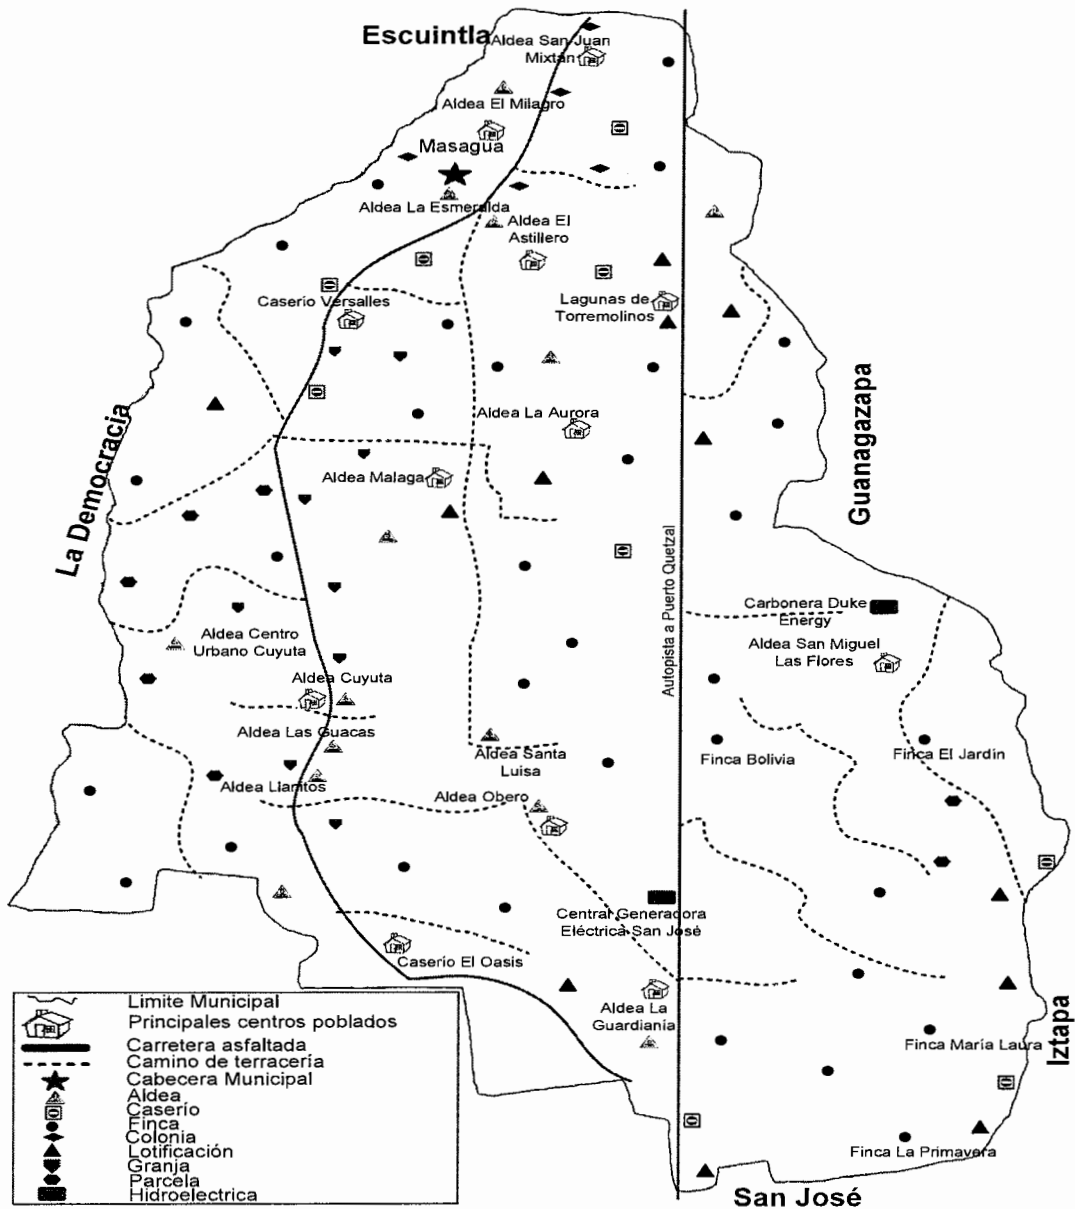 Escuintla
Aldea San Juan
Mixtán
Aldea El Milagro
Masagua
Aldea La Esmeralda
Aldea El
Astillero
Caserío Versalles
Lagunas de
Torremolinos
La Democracia
Guanagazapa
Aldea La Aurora
Aldea Malaga
Autopista a Puerto Quetzal
Carbonera Duke
Energy
Aldea Centro
Urbano Cuyuta
Aldea San Miguel
Las Flores
Aldea Cuyuta
Aldea Las Guacas
Aldea Santa
Luisa
Finca Bolivia
Finca El Jardín
Aldea Llanitos
Aldea Obero
Central Generadora
Eléctrica San José
Caserío El Oasis
Aldea La
Guardianía
Iztapa
Finca María Laura
Finca La Primavera
San José
Limite Municipal
Principales centros poblados
Carretera asfaltada
Camino de terracería
Cabecera Municipal
Aldea
Caserío
Finca
Colonia
Lotificación
Granja
Parcela
Hidroelectrica